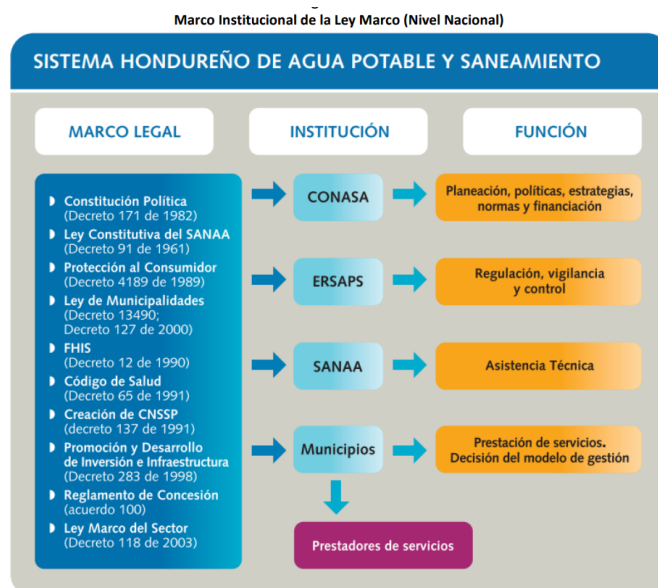 Marco Institucional de la Ley Marco (Nivel Nacional)
SISTEMA HONDUREÑO DE AGUA POTABLE Y SANEAMIENTO
MARCO LEGAL
INSTITUCIÓN
FUNCIÓN
Constitución Política
(Decreto 171 de 1982)
Ley Constitutiva del SANAA
(Decreto 91 de 1961)
Protección al Consumidor
(Decreto 4189 de 1989)
Ley de Municipalidades
(Decreto 13490;
Decreto 127 de 2000)
FHIS
(Decreto 12 de 1990)
Código de Salud
(Decreto 65 de 1991)
Creación de CNSSP
(decreto 137 de 1991)
Promoción y Desarrollo
de Inversión e Infraestructura
(Decreto 283 de 1998)
Reglamento de Concesión
(acuerdo 100)
Ley Marco del Sector
(Decreto 118 de 2003)
CONASA
Planeación, políticas, estrategias,
normas y financiación
ERSAPS
Regulación, vigilancia
y control
SANAA
Asistencia Técnica
Municipios
Prestación de servicios.
Decisión del modelo de gestión
Prestadores de servicios